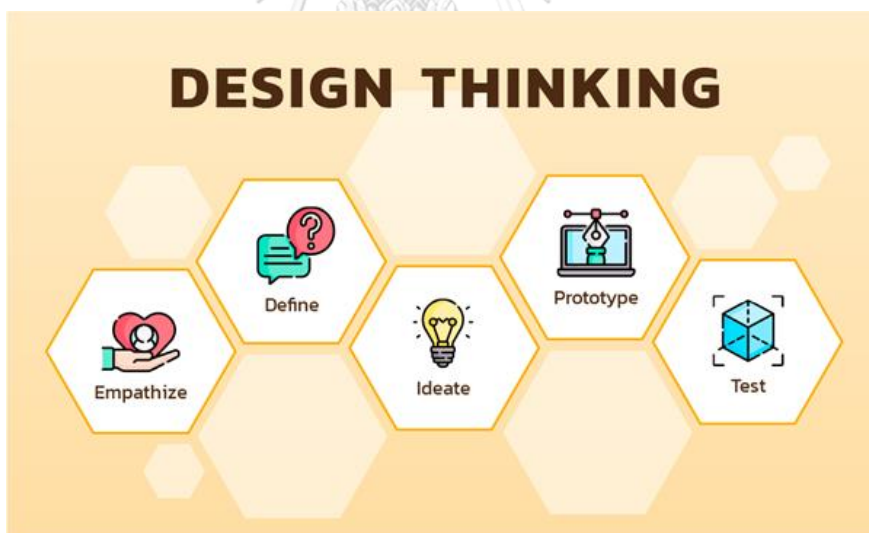 DESIGN THINKING
Empathize
Define
Ideate
Prototype
Test